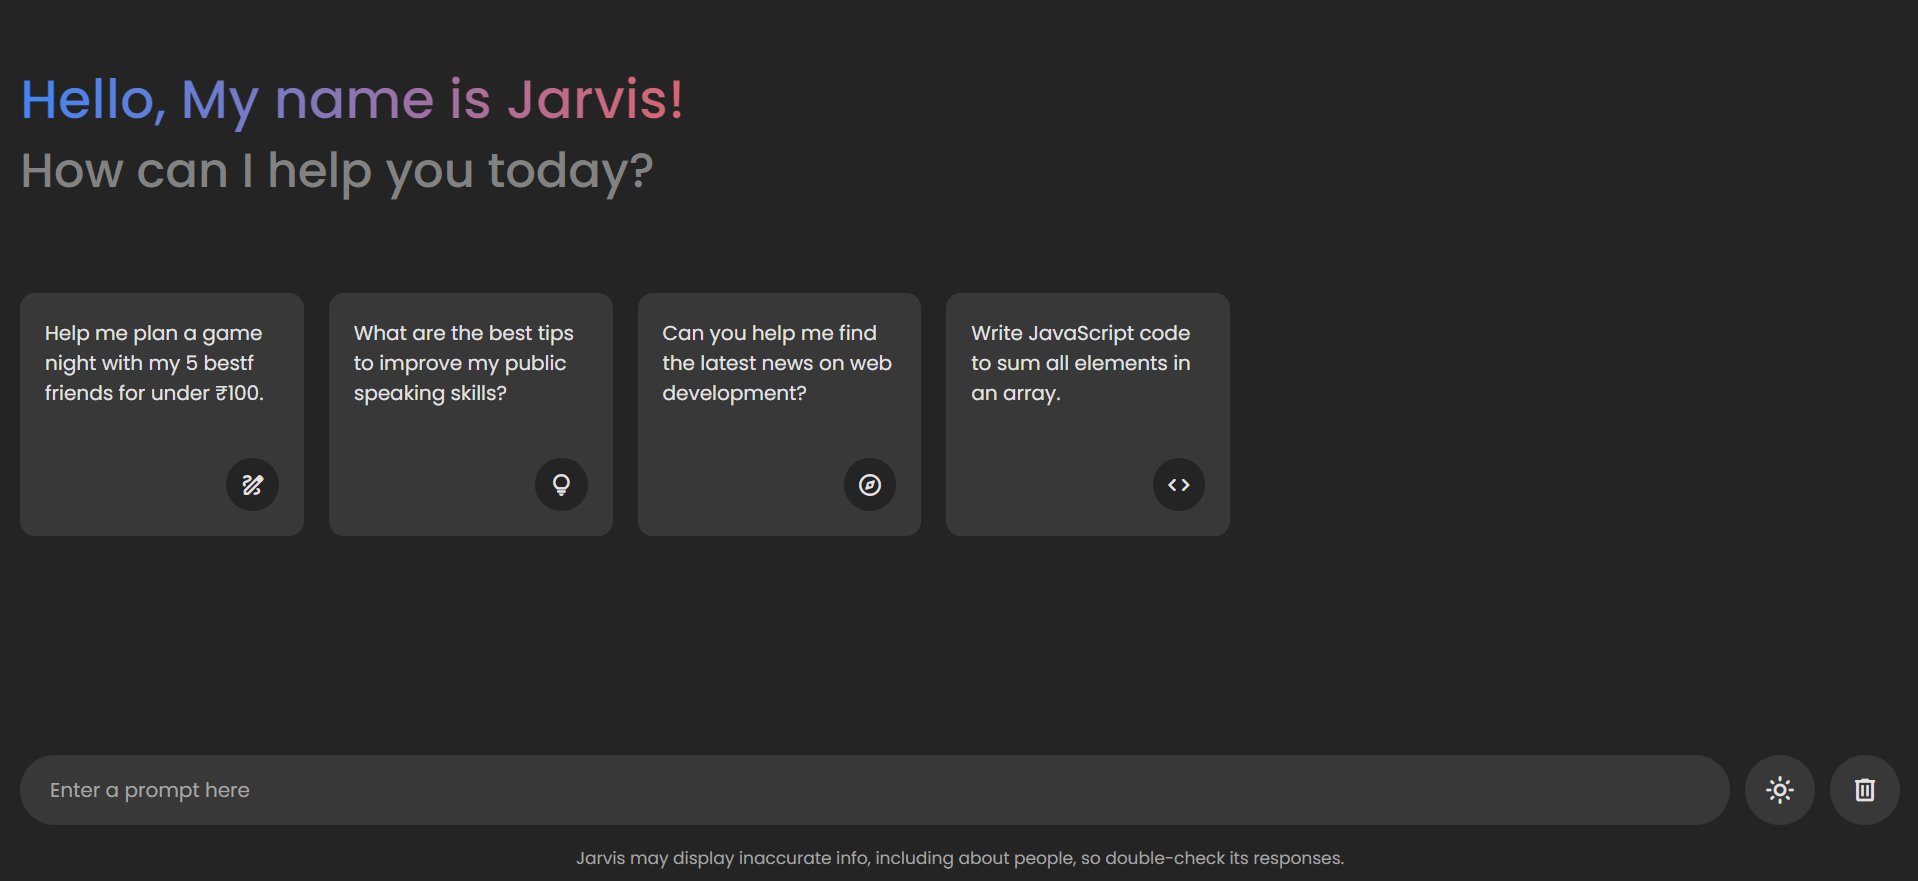 Hello, My name is Jarvis!
How can I help you today?
Help me plan a game
night with my 5 bestf
friends for under ₹100.
What are the best tips
to improve my public
speaking skills?
Can you help me find
the latest news on web
development?
Write JavaScript code
to sum all elements in
an array.
Enter a prompt here
Jarvis may display inaccurate info, including about people, so double-check its responses.